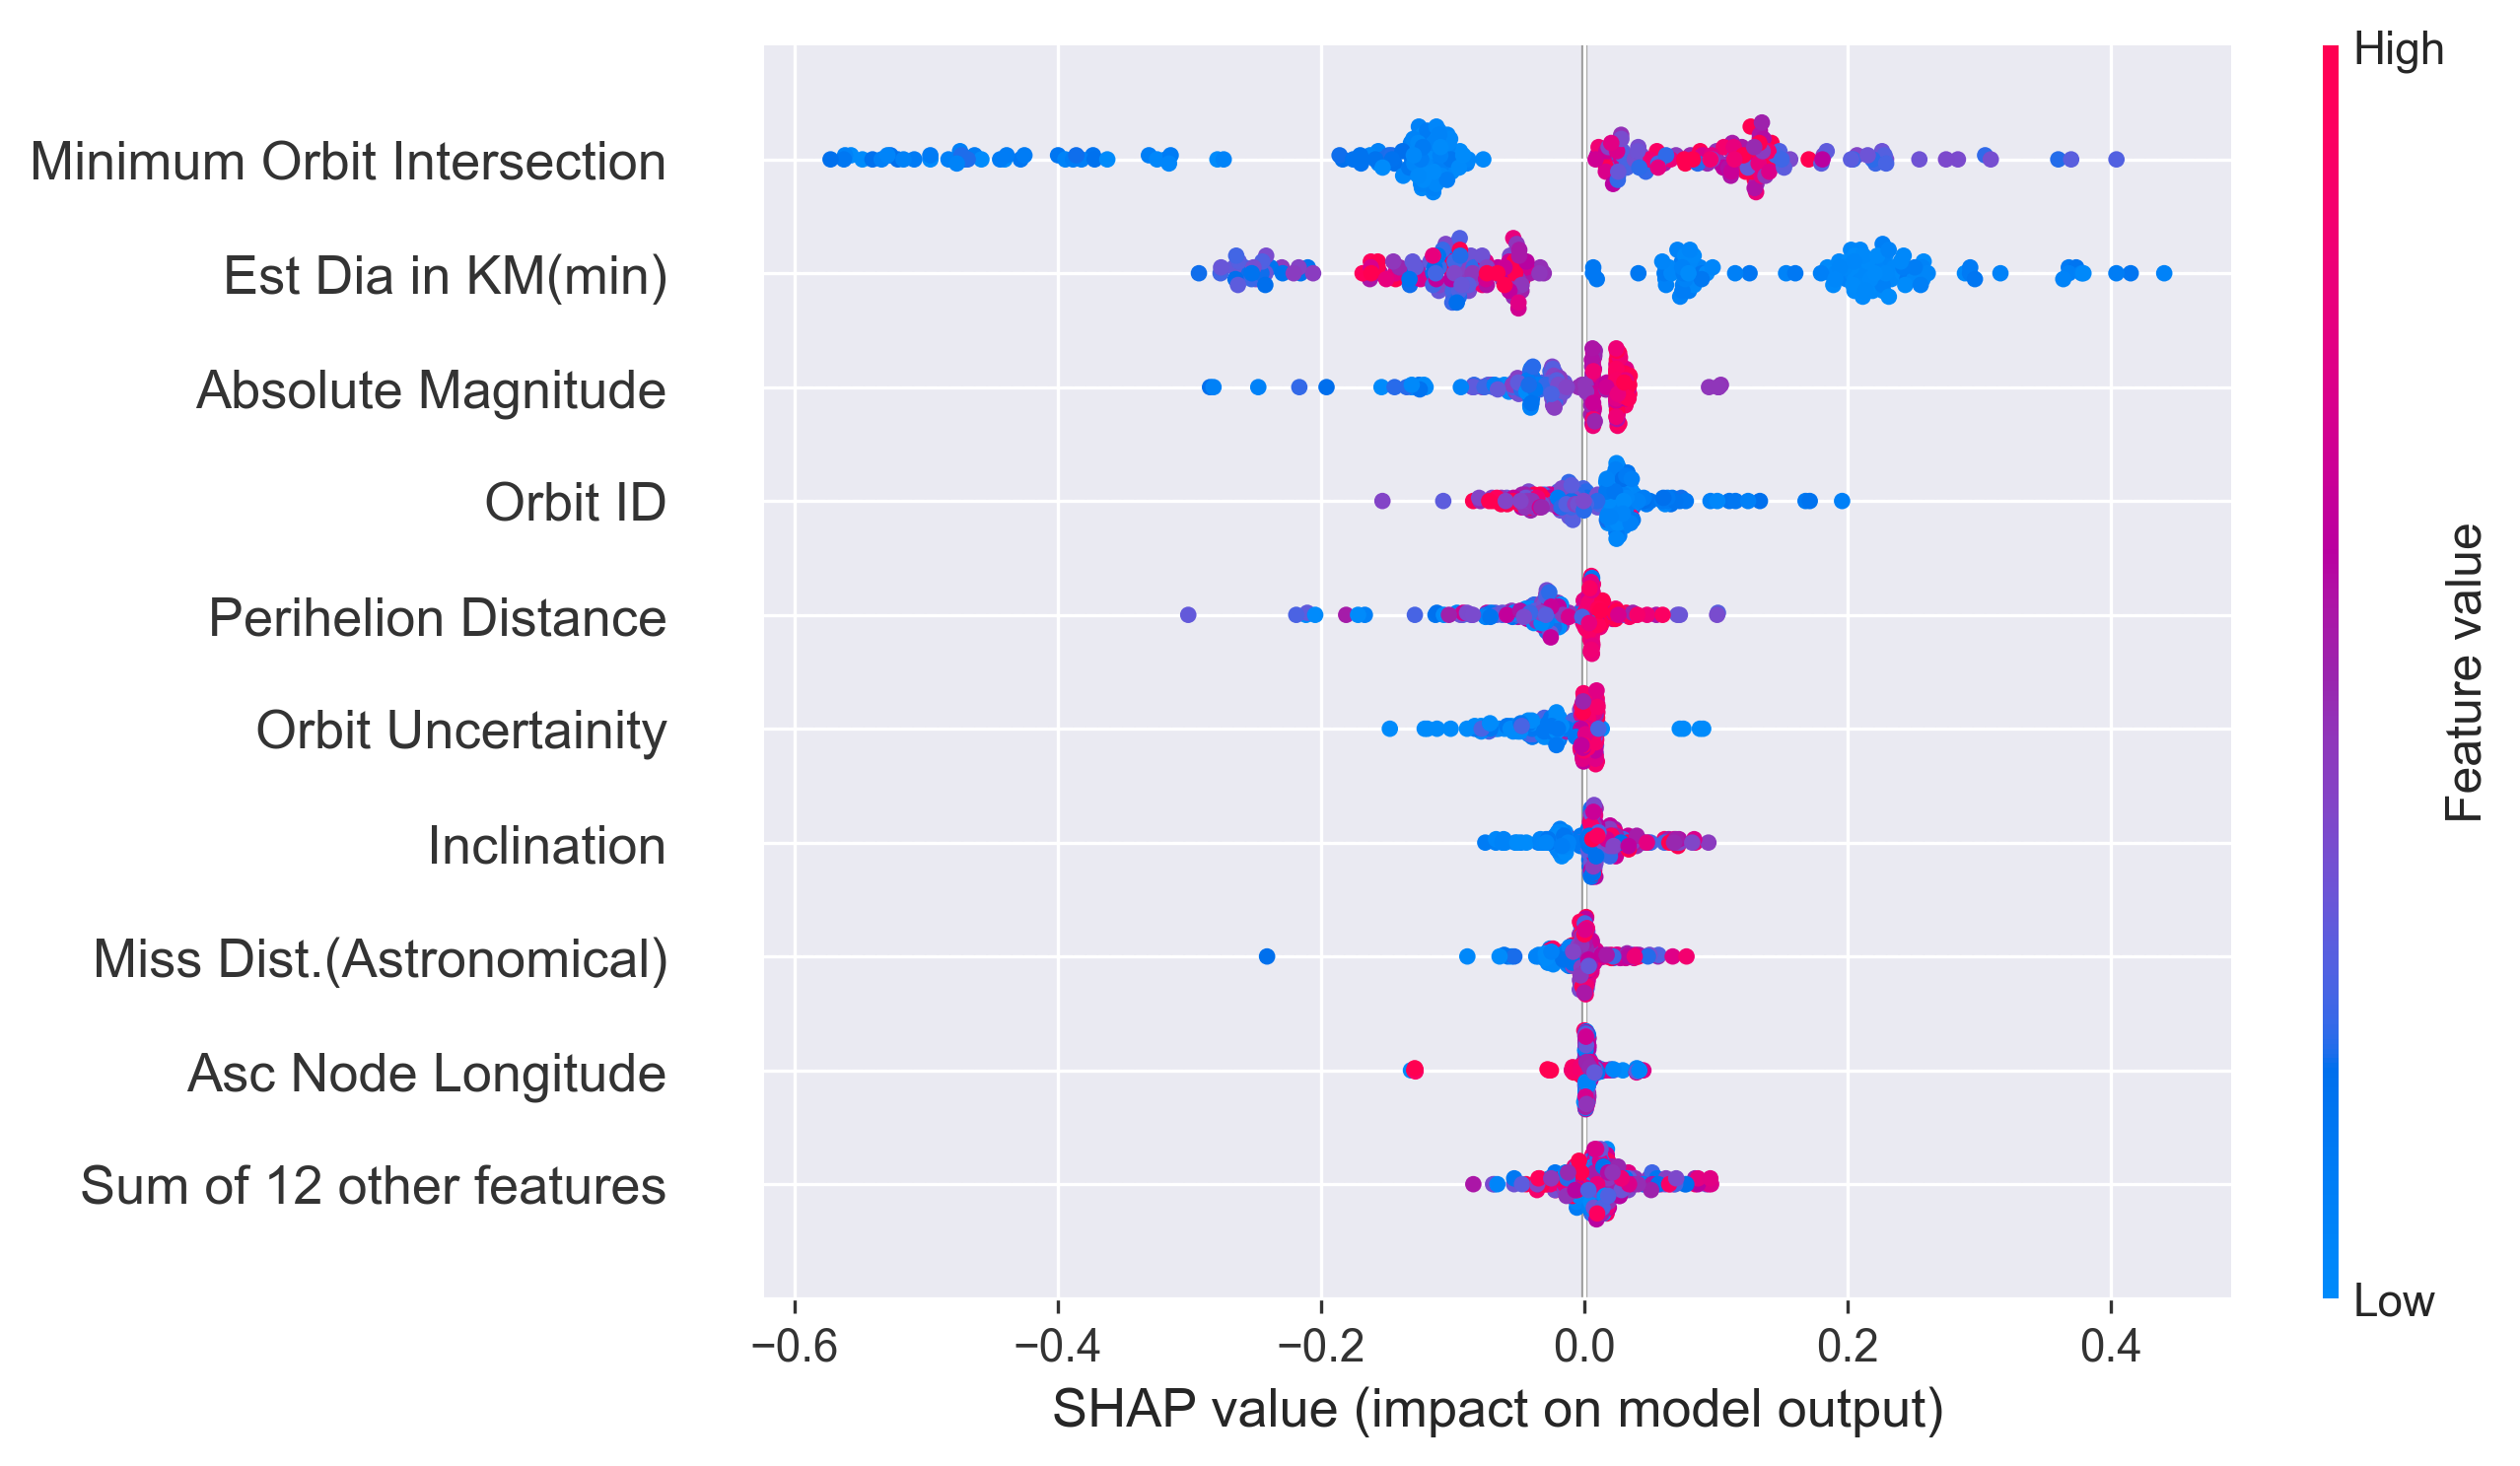 High
Minimum Orbit Intersection
Est Dia in KM(min)
Absolute Magnitude
Orbit ID
Perihelion Distance
Orbit Uncertainity
Inclination
Miss Dist.(Astronomical)
Asc Node Longitude
Sum of 12 other features
Feature value
Low
−0.6 −0.4 −0.2 0.0 0.2 0.4
SHAP value (impact on model output)